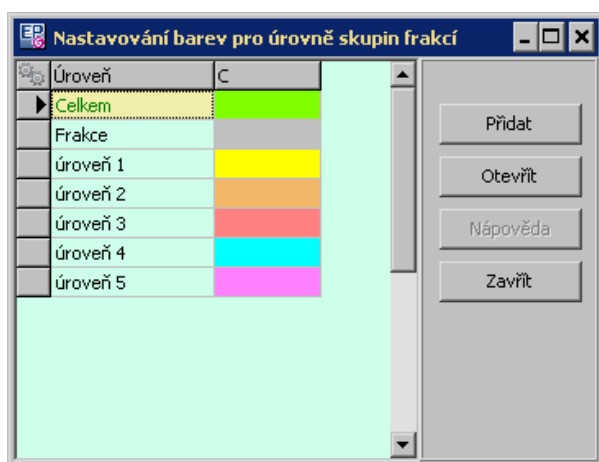 Nastavování barev pro úrovně skupin frakcí
Úroveň C
Celkem
Frakce
úroveň 1
úroveň 2
úroveň 3
úroveň 4
úroveň 5
Přidat
Otevřít
Nápověda
Zavřít